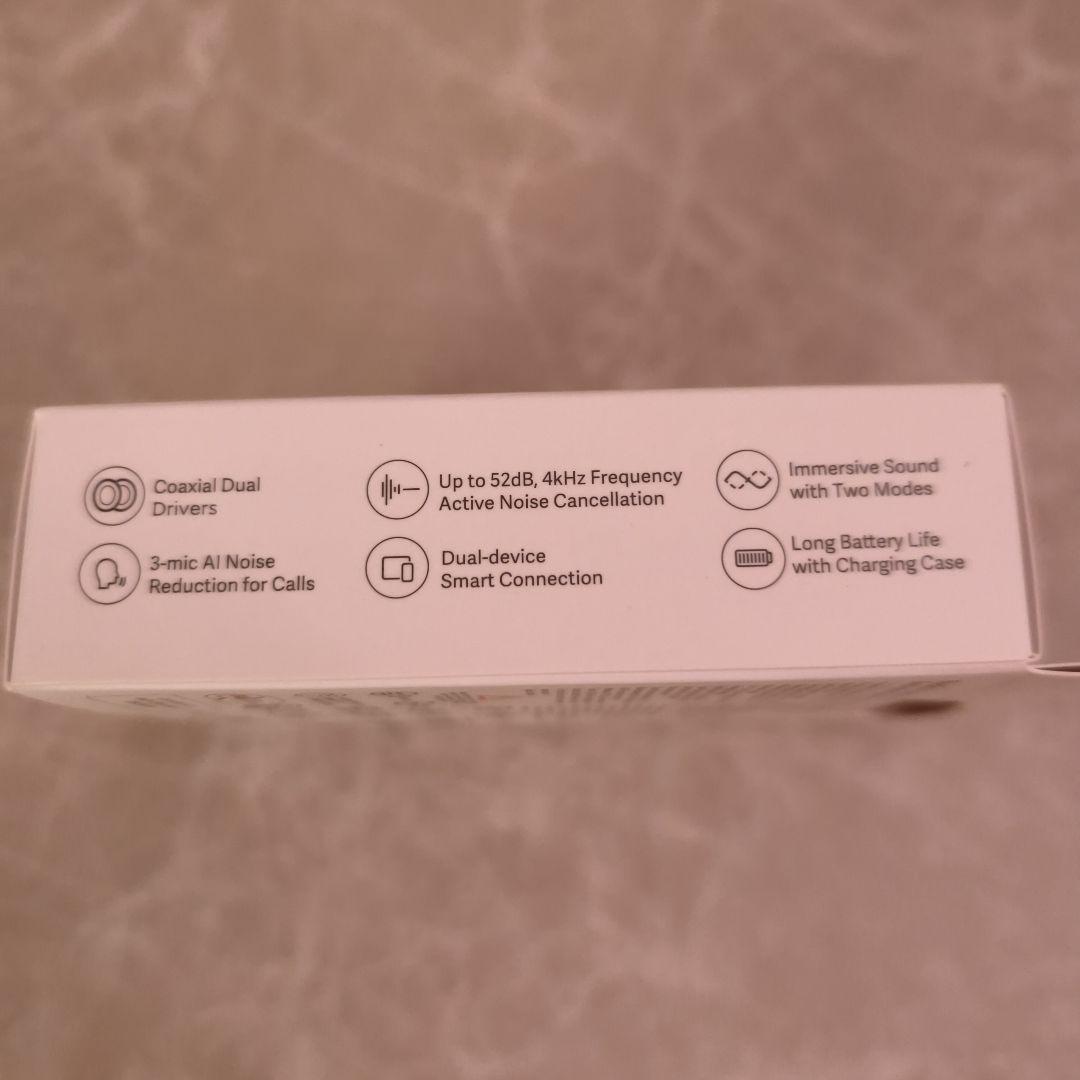 Coaxial Dual
Drivers
Up to 52dB, 4kHz Frequency
Active Noise Cancellation
Immersive Sound
with Two Modes
3-mic AI Noise
Reduction for Calls
Dual-device
Smart Connection
Long Battery Life
with Charging Case